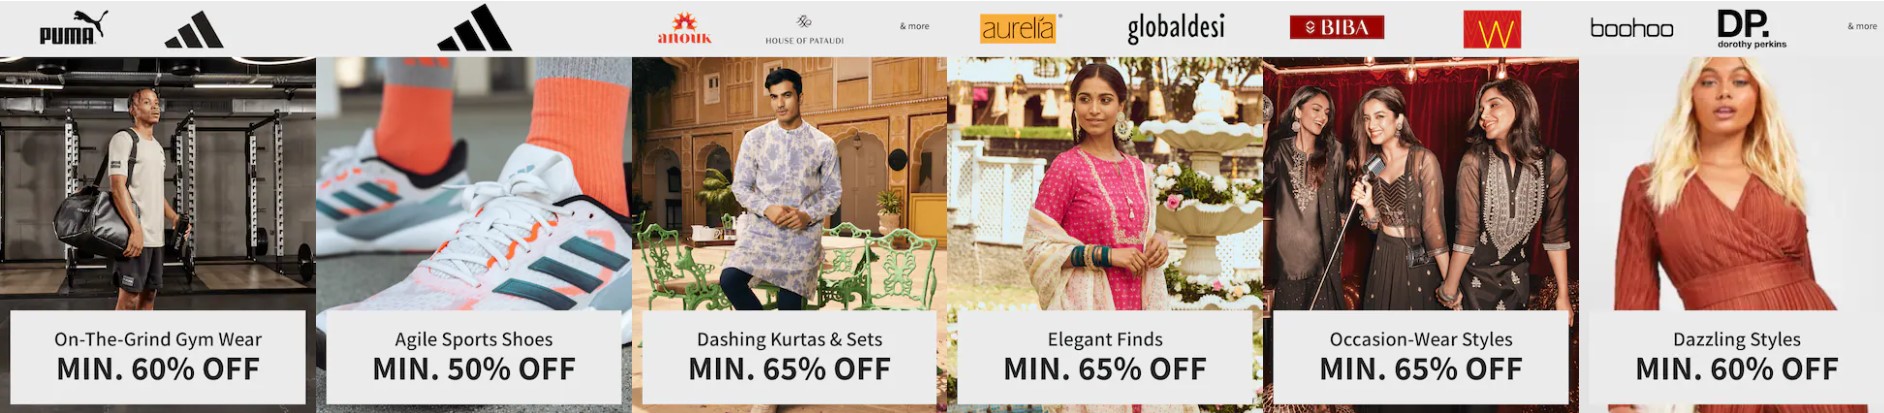 PUMA
anouk
HOUSE OF PATAUDI
& more
aurelia
globaldesi
BIBA
W
boohoo
DP.
dorothy perkins
& more
On-The-Grind Gym Wear
MIN. 60% OFF
Agile Sports Shoes
MIN. 50% OFF
Dashing Kurtas & Sets
MIN. 65% OFF
Elegant Finds
MIN. 65% OFF
Occasion-Wear Styles
MIN. 65% OFF
Dazzling Styles
MIN. 60% OFF